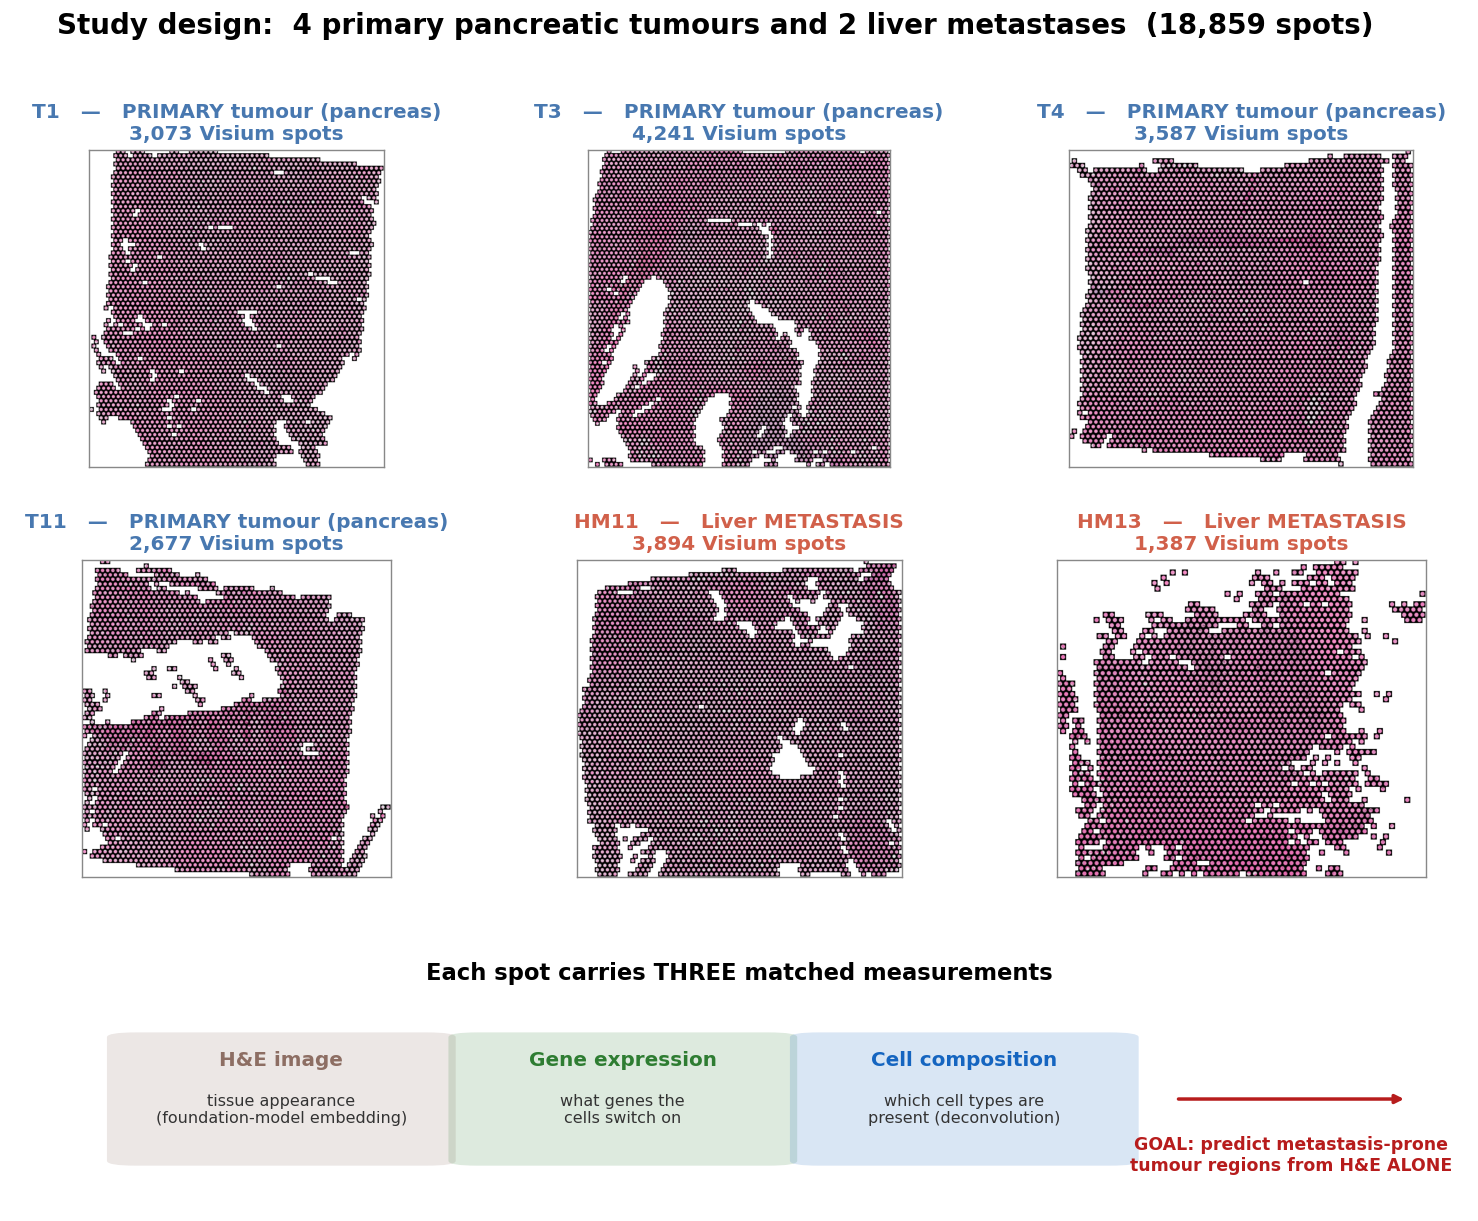 Study design:  4 primary pancreatic tumours and 2 liver metastases  (18,859 spots)
T1   —   PRIMARY tumour (pancreas)
3,073 Visium spots
T3   —   PRIMARY tumour (pancreas)
4,241 Visium spots
T4   —   PRIMARY tumour (pancreas)
3,587 Visium spots
T11   —   PRIMARY tumour (pancreas)
2,677 Visium spots
HM11   —   Liver METASTASIS
3,894 Visium spots
HM13   —   Liver METASTASIS
1,387 Visium spots
Each spot carries THREE matched measurements
H&E image
tissue appearance
(foundation-model embedding)
Gene expression
what genes the
cells switch on
Cell composition
which cell types are
present (deconvolution)
GOAL: predict metastasis-prone
tumour regions from H&E ALONE